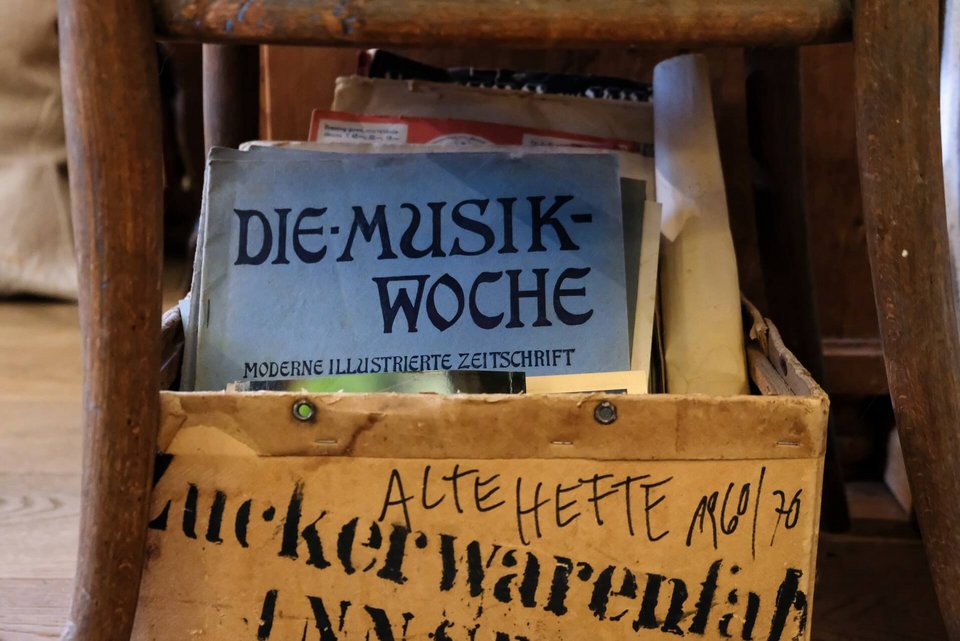 DIE·MUSIK-
WOCHE
MODERNE ILLUSTRIERTE ZEITSCHRIFT
ALTE HEFTE 1960/70
Zuckerwarenfab